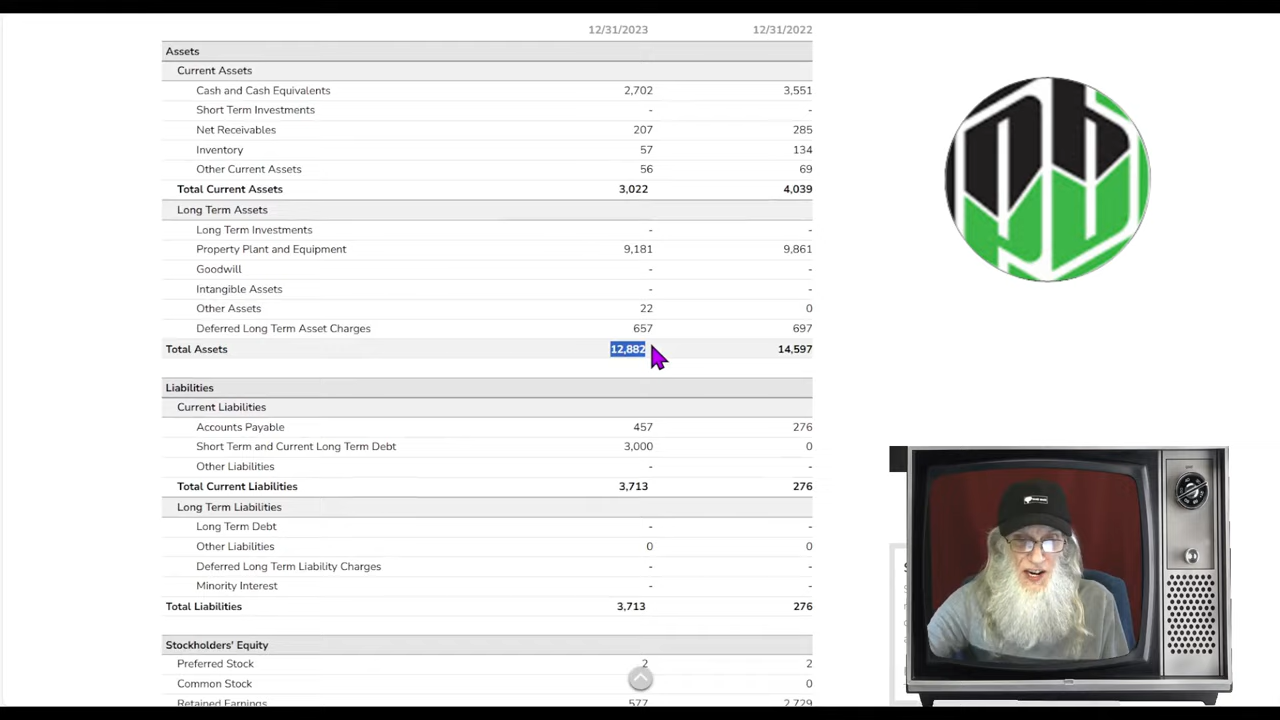 12/31/2023 12/31/2022
Assets
Current Assets
Cash and Cash Equivalents 2,702 3,551
Short Term Investments - -
Net Receivables 207 285
Inventory 57 134
Other Current Assets 56 69
Total Current Assets 3,022 4,039
Long Term Assets
Long Term Investments - -
Property Plant and Equipment 9,181 9,861
Goodwill - -
Intangible Assets - -
Other Assets 22 0
Deferred Long Term Asset Charges 657 697
Total Assets 12,882 14,597
Liabilities
Current Liabilities
Accounts Payable 457 276
Short Term and Current Long Term Debt 3,000 0
Other Liabilities - -
Total Current Liabilities 3,713 276
Long Term Liabilities
Long Term Debt - -
Other Liabilities 0 0
Deferred Long Term Liability Charges - -
Minority Interest - -
Total Liabilities 3,713 276
Stockholders' Equity
Preferred Stock 2 2
Common Stock 0
Retained Earnings 577 2,729